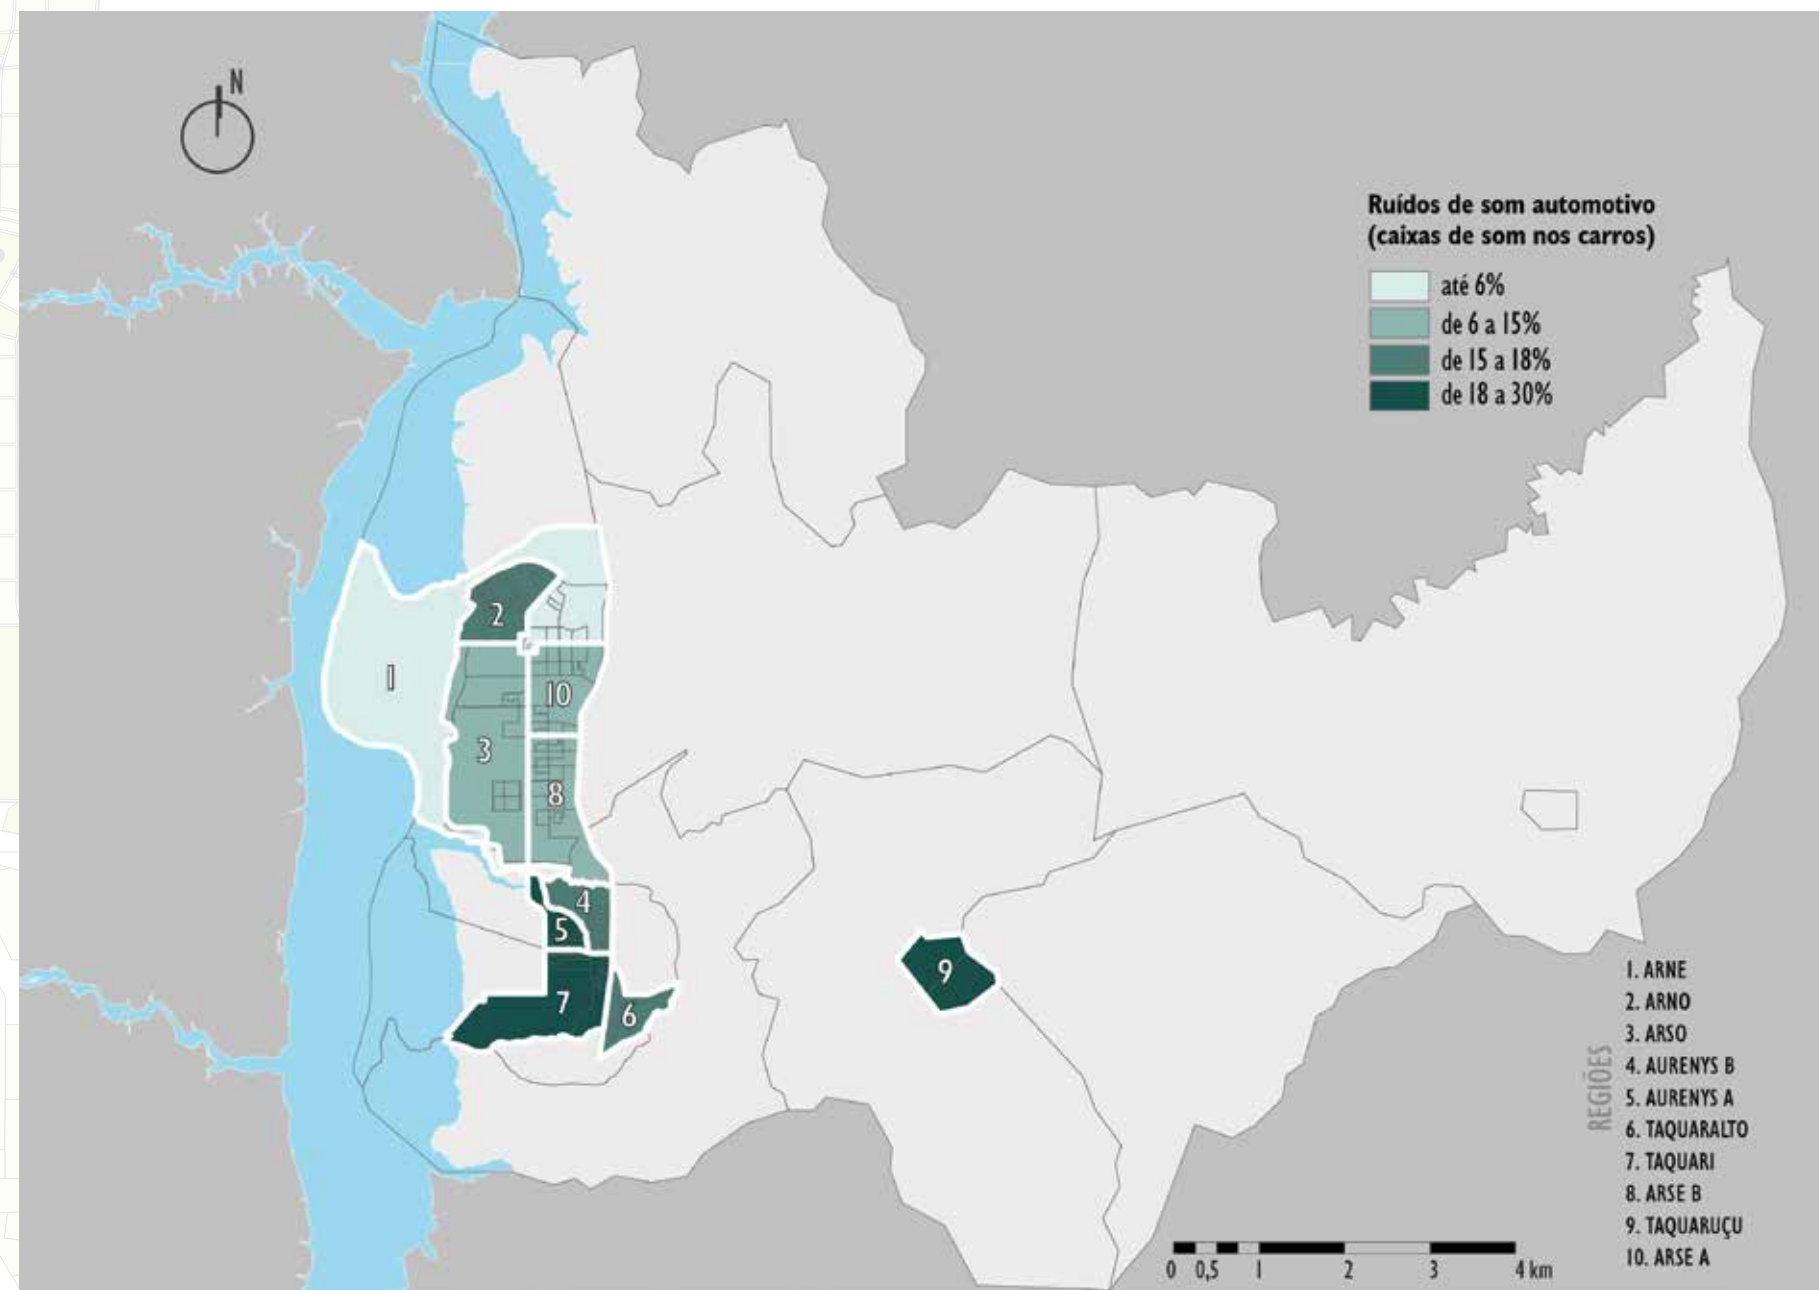 N
Ruídos de som automotivo
(caixas de som nos carros)
até 6%
de 6 a 15%
de 15 a 18%
de 18 a 30%
2
1
10
3
8
4
5
9
7
6
REGIÕES
1. ARNE
2. ARNO
3. ARSO
4. AURENYS B
5. AURENYS A
6. TAQUARALTO
7. TAQUARI
8. ARSE B
9. TAQUARUÇU
10. ARSE A
0 0,5 1 2 3 4 km